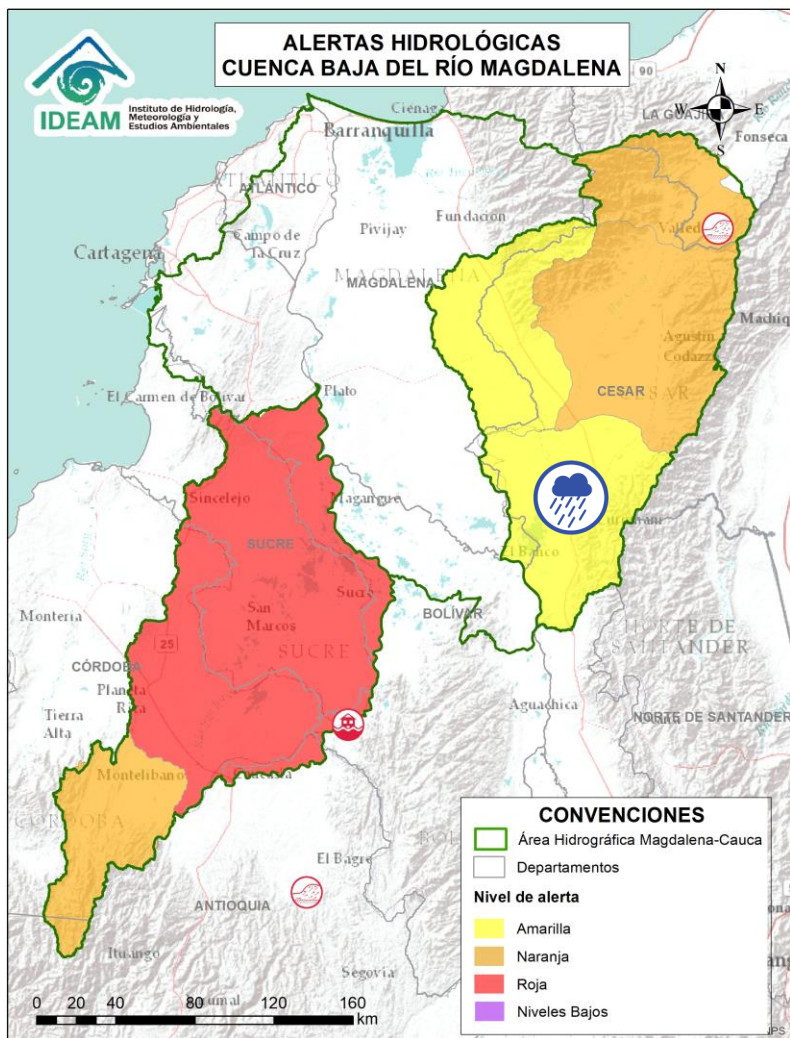 ALERTAS HIDROLÓGICAS
CUENCA BAJA DEL RÍO MAGDALENA
IDEAM
Instituto de Hidrología,
Meteorología y
Estudios Ambientales
N
W
E
S
90
LA GUAJIRA
Fonseca
Ciénaga
Barranquilla
ATLÁNTICO
Fundación
Pivijay
Campo de
la Cruz
Cartagena
MAGDALENA
MAGDALENA
Agustín
Codazzi
CESAR
El Carmen de Bolívar
Plato
Sincelejo
Magangué
SUCRE
El Banco
Sucre
San
Marcos
BOLÍVAR
Montería
SUCRE
NORTE DE
SANTANDER
25
CÓRDOBA
Planeta
Rica
Tierra
Alta
Aguachica
NORTE DE SANTANDER
Montelíbano
CÓRDOBA
El Bagre
ANTIOQUIA
Ituango
Segovia
CONVENCIONES
Área Hidrográfica Magdalena-Cauca
Departamentos
Nivel de alerta
Amarilla
Naranja
Roja
Niveles Bajos
0 20 40 80 120 160
km